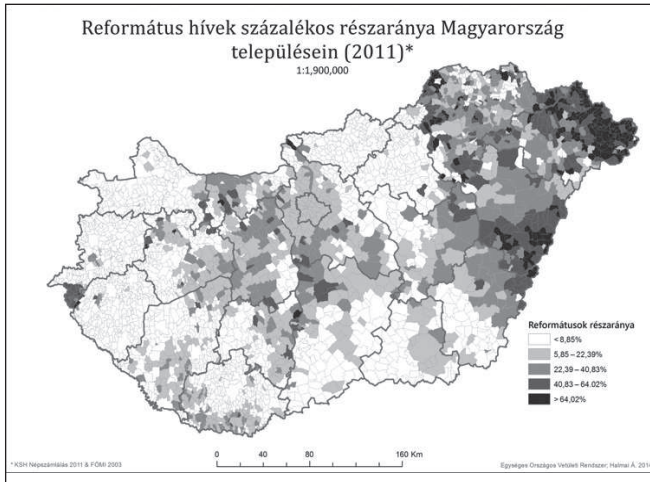 Református hívek százalékos részaránya Magyarország
településein (2011)*
1:1,900,000
Reformátusok részaránya
< 8,85%
5,85 – 22,39%
22,39 – 40,83%
40,83 – 64.02%
> 64,02%
0 20 40 80 160 Km
* KSH Népszámlálás 2011 & FÖMI 2003
Egységes Országos Vetületi Rendszer; Halmai Á. 2014